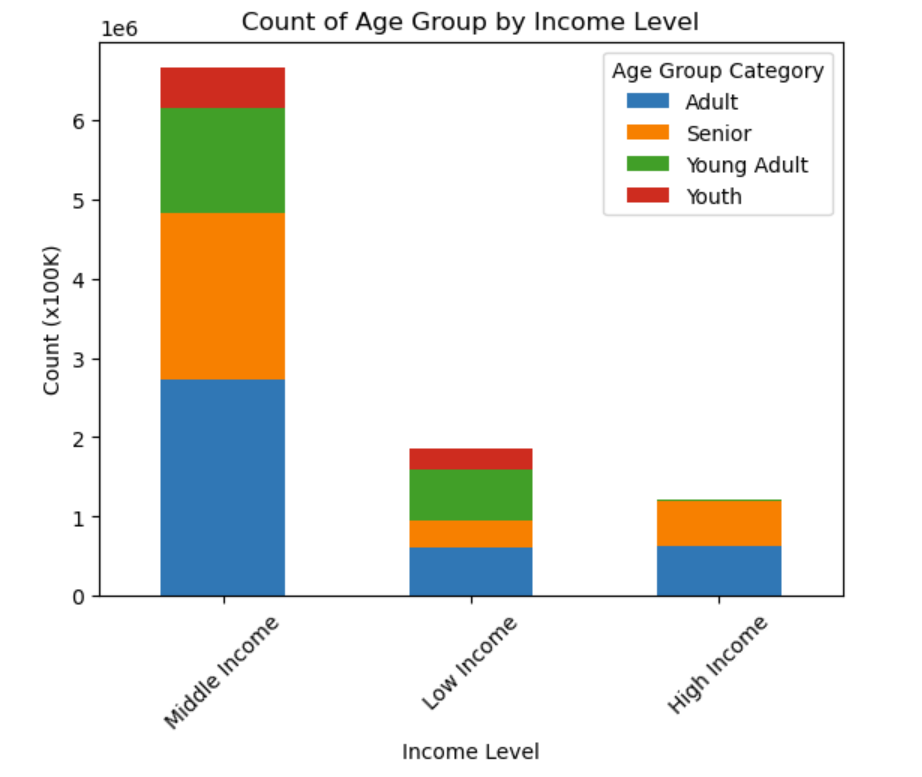 Count of Age Group by Income Level
1e6
Age Group Category
Adult
Senior
Young Adult
Youth
6
5
4
3
2
1
0
Count (x100K)
Middle Income
Low Income
High Income
Income Level